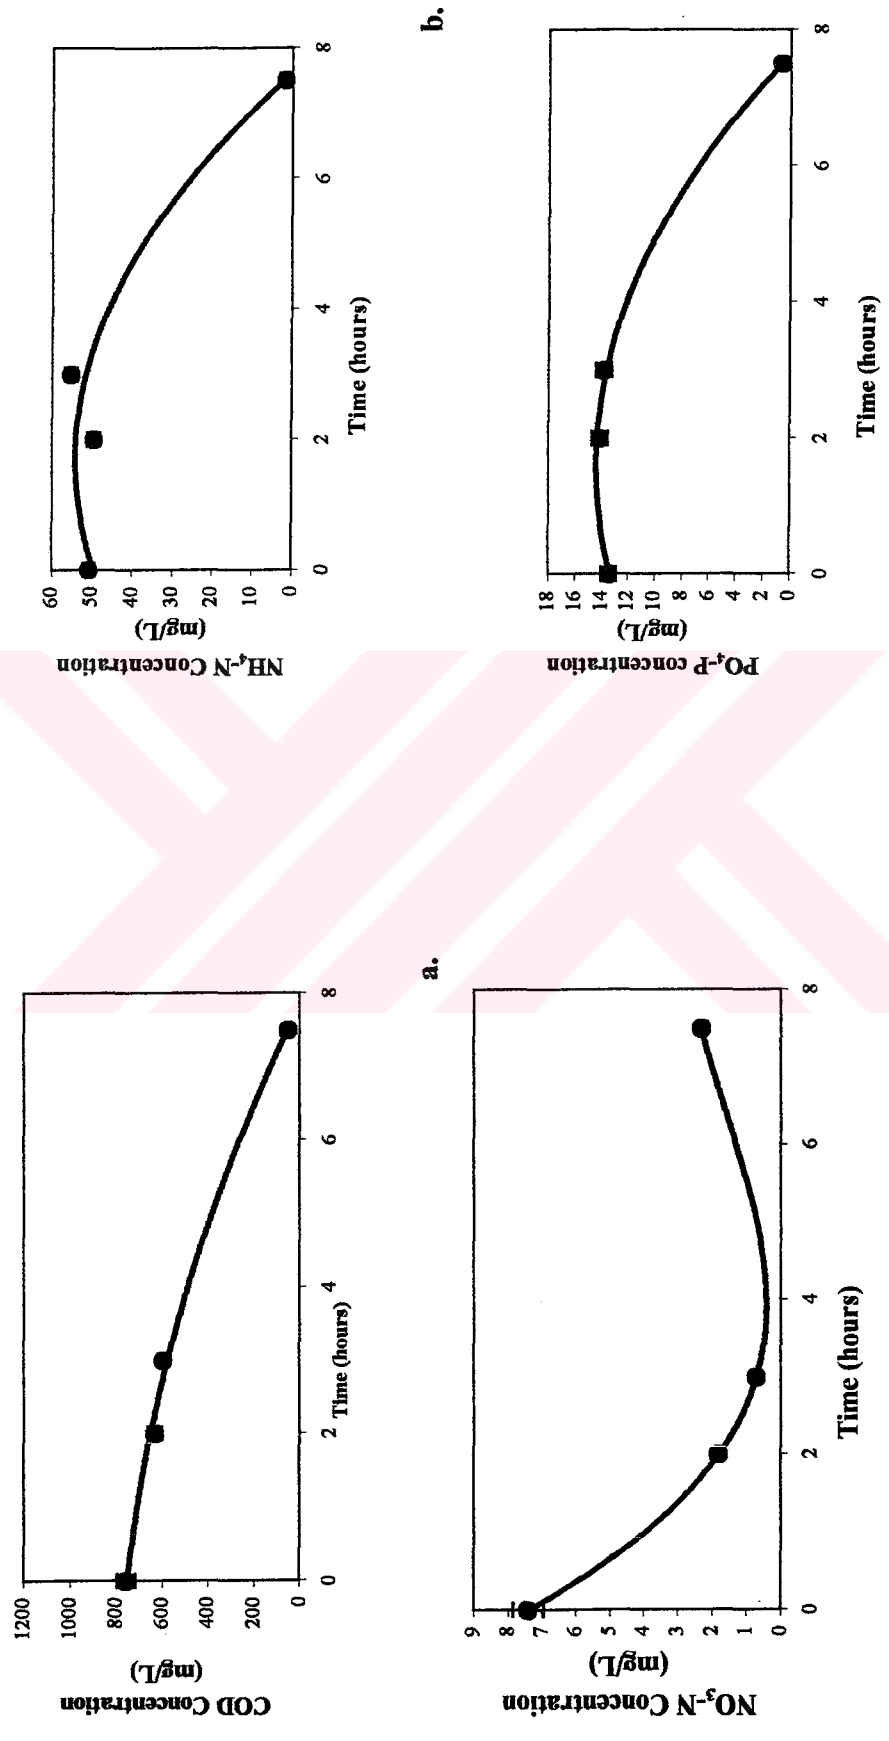 COD Concentration
(mg/L)
1200
1000
800
600
400
200
0
0 2 4 6 8
Time (hours)
a.
NH₄-N Concentration
(mg/L)
60
50
40
30
20
10
0
0 2 4 6 8
Time (hours)
b.
NO₃-N Concentration
(mg/L)
9
8
7
6
5
4
3
2
1
0
0 2 4 6 8
Time (hours)
PO₄-P concentration
(mg/L)
18
16
14
12
10
8
6
4
2
0
0 2 4 6 8
Time (hours)